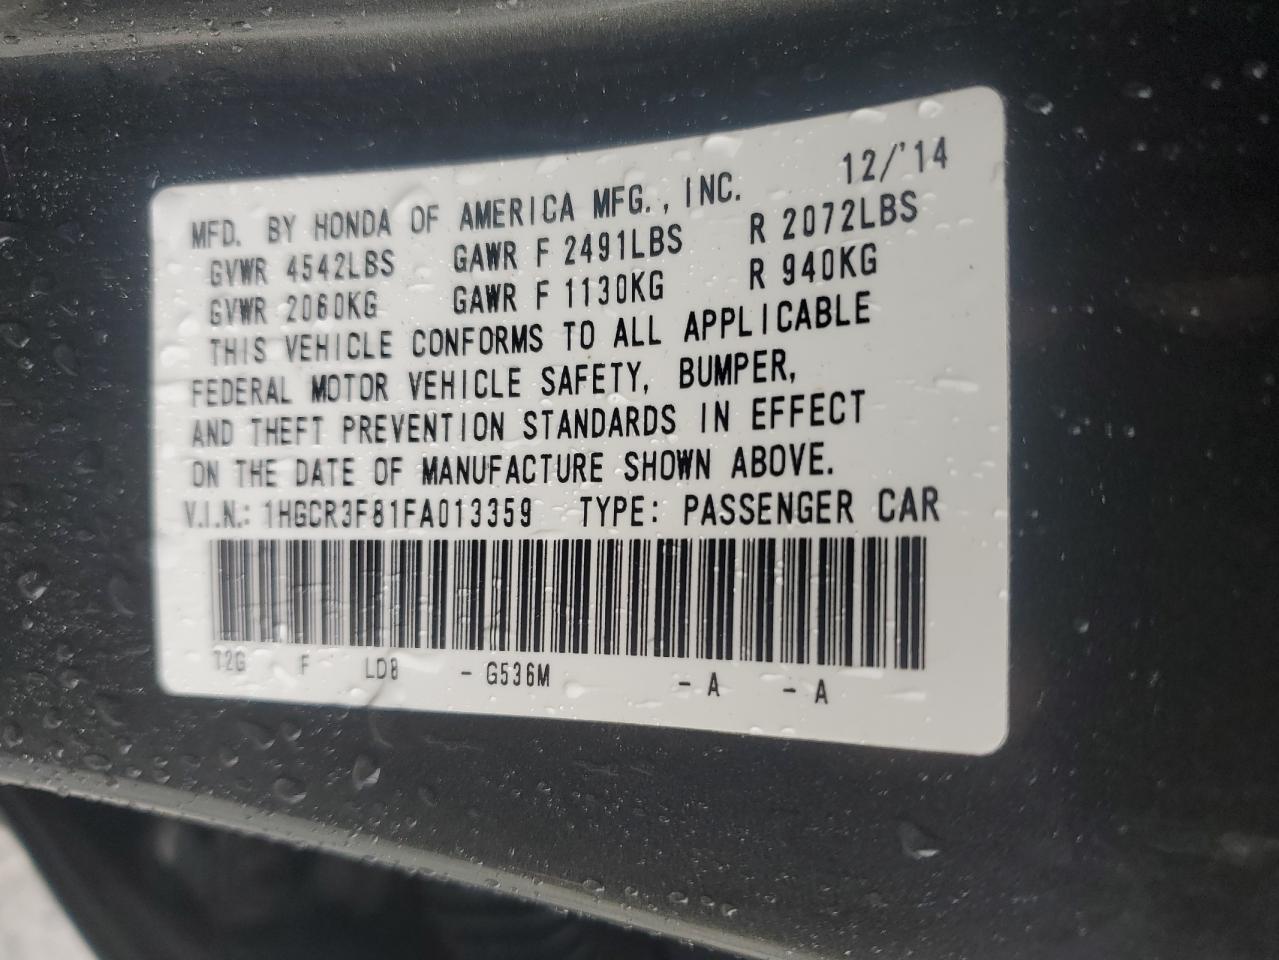 12/'14
MFD. BY HONDA OF AMERICA MFG., INC.
GVWR 4542LBS GAWR F 2491LBS R 2072LBS
GVWR 2060KG GAWR F 1130KG R 940KG
THIS VEHICLE CONFORMS TO ALL APPLICABLE
FEDERAL MOTOR VEHICLE SAFETY, BUMPER,
AND THEFT PREVENTION STANDARDS IN EFFECT
ON THE DATE OF MANUFACTURE SHOWN ABOVE.
V.I.N.: 1HGCR3F81FA013359 TYPE: PASSENGER CAR
T2G F LD8 - G536M - A - A